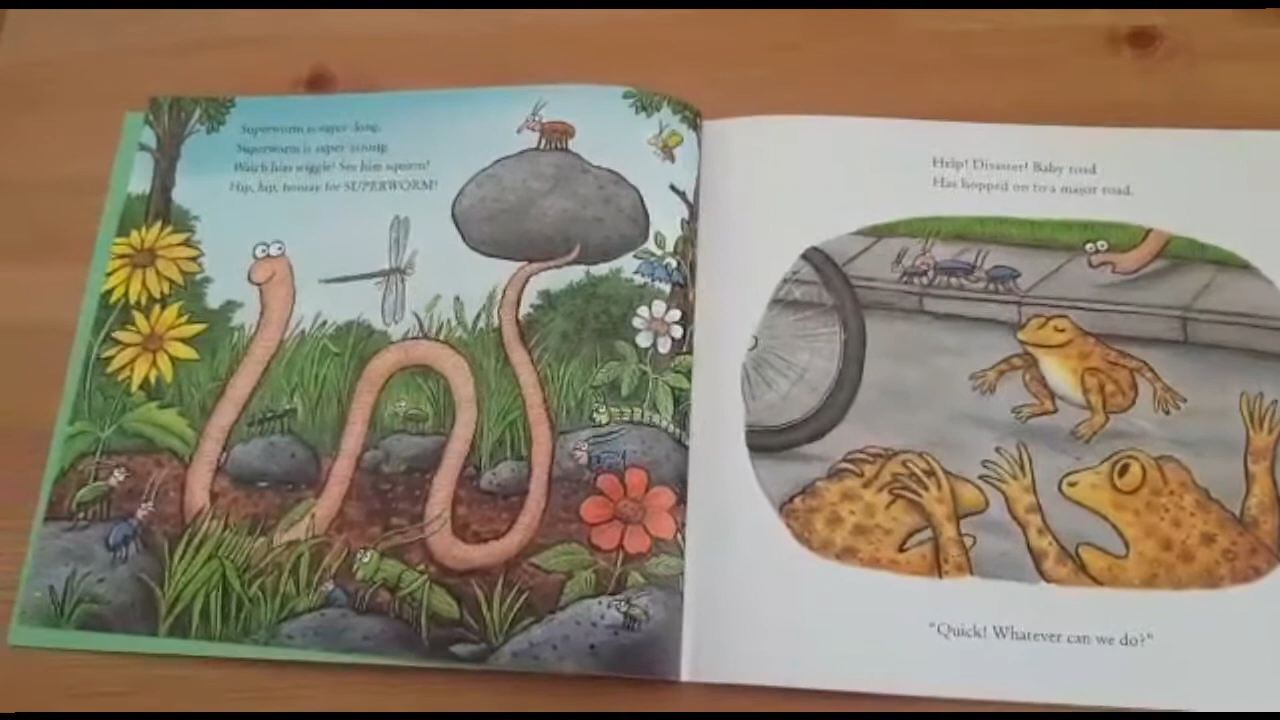 Superworm is super-long.
Superworm is super-strong.
Watch him wiggle! See him squirm!
Hip, hip, hooray for SUPERWORM!
Help! Disaster! Baby toad
Has hopped on to a major road.
"Quick! Whatever can we do?"